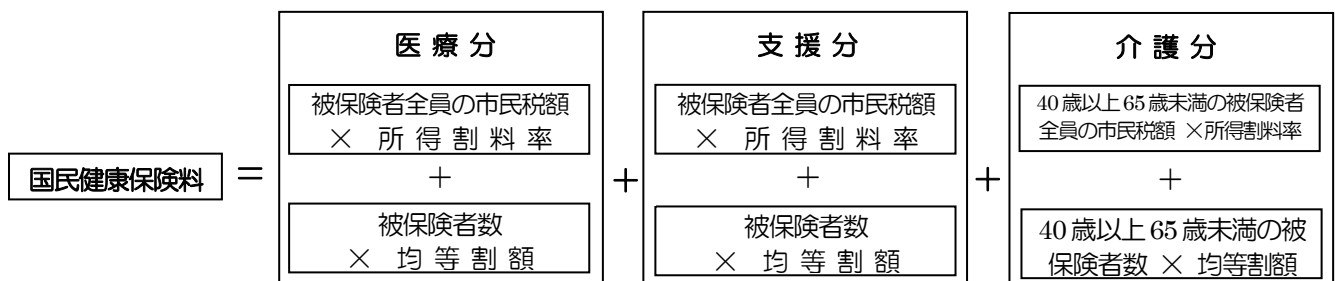 国民健康保険料
=
医療分
被保険者全員の市民税額
× 所得割料率
+
被保険者数
× 均等割額
+
支援分
被保険者全員の市民税額
× 所得割料率
+
被保険者数
× 均等割額
+
介護分
40歳以上65歳未満の被保険者
全員の市民税額 ×所得割料率
+
40歳以上65歳未満の被
保険者数 × 均等割額